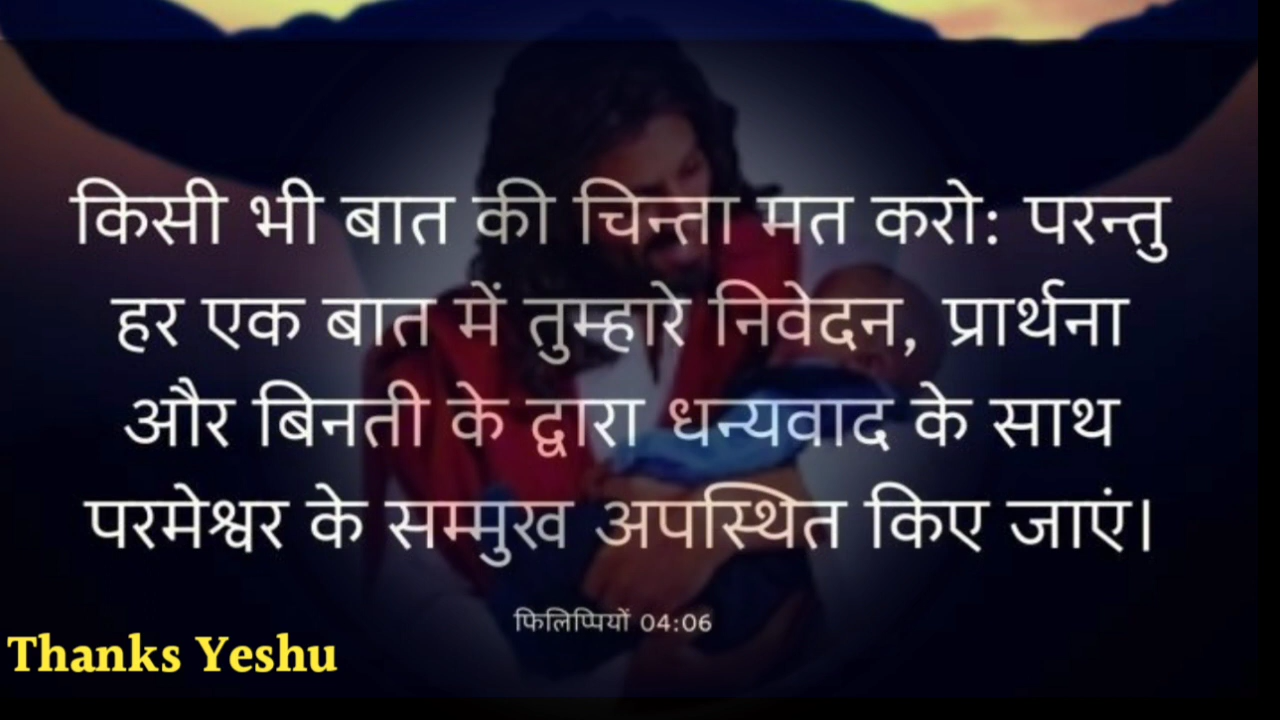 किसी भी बात की चिन्ता मत करो: परन्तु
हर एक बात में तुम्हारे निवेदन, प्रार्थना
और बिनती के द्वारा धन्यवाद के साथ
परमेश्वर के सम्मुख अपस्थित किए जाएं।
फिलिप्पियों 04:06
Thanks Yeshu